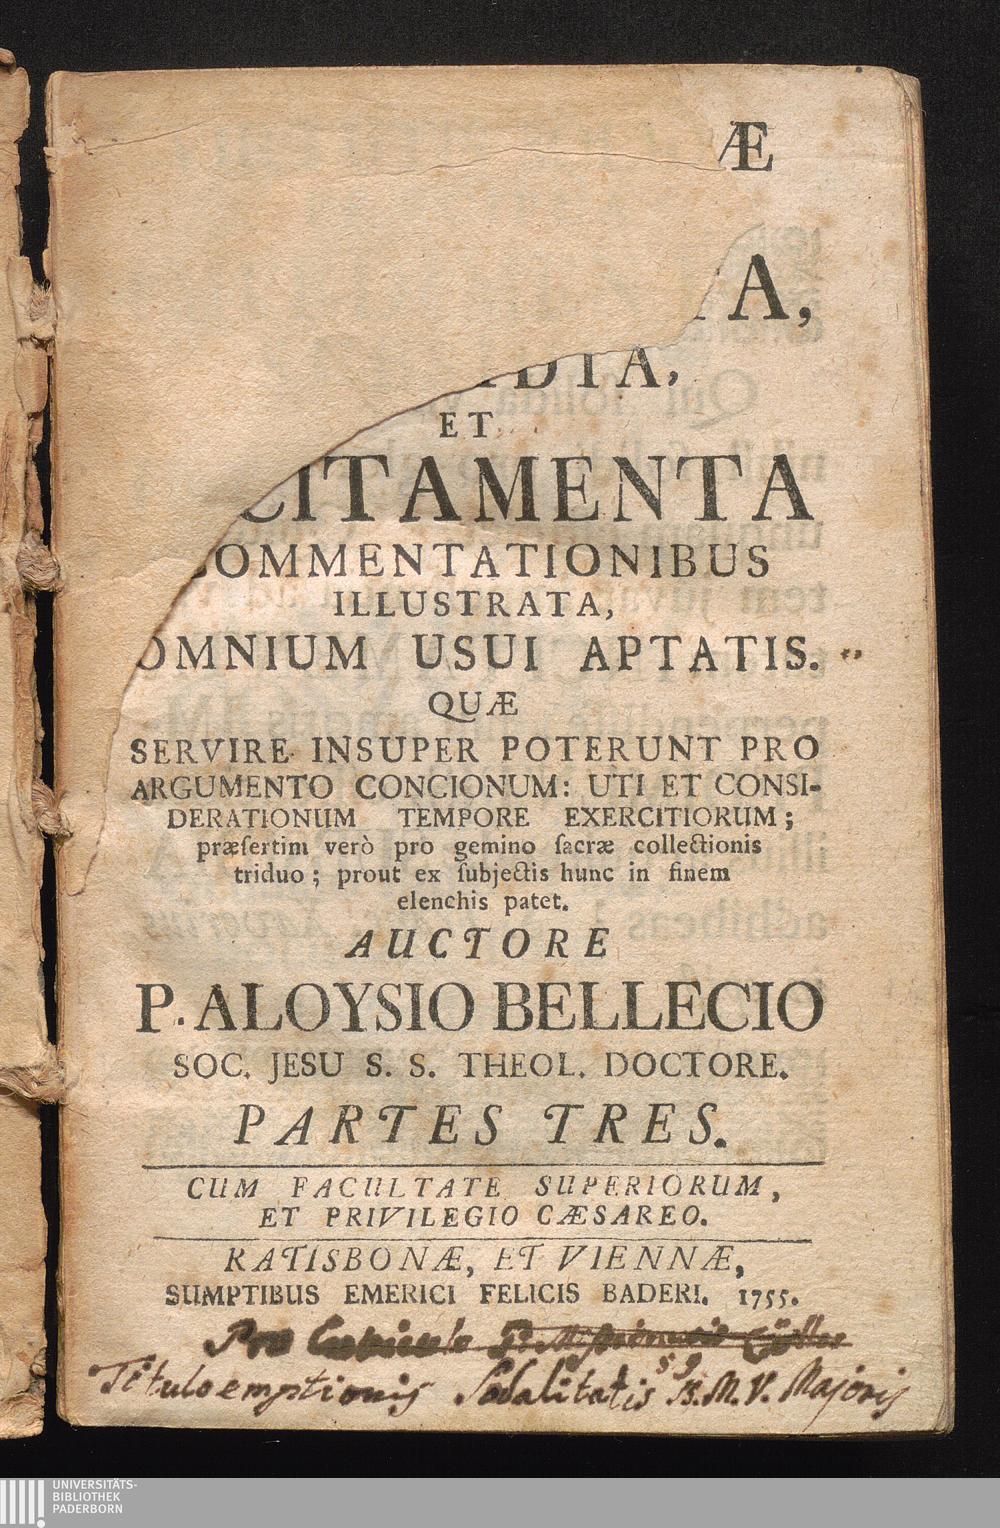 Æ
A,
DIA,
ET
CITAMENTA
COMMENTATIONIBUS
ILLUSTRATA,
OMNIUM USUI APTATIS.
QUÆ
SERVIRE INSUPER POTERUNT PRO
ARGUMENTO CONCIONUM: UTI ET CONSI-
DERATIONUM TEMPORE EXERCITIORUM;
præſertim verò pro gemino ſacræ collectionis
triduo; prout ex ſubjectis hunc in finem
elenchis patet.
AUCTORE
P. ALOYSIO BELLECIO
SOC. JESU S. S. THEOL. DOCTORE.
PARTES TRES.
CUM FACULTATE SUPERIORUM,
ET PRIVILEGIO CÆSAREO.
RATISBONÆ, ET VIENNÆ,
SUMPTIBUS EMERICI FELICIS BADERI. 1755.
Pro Cubiculo
Titulo emptionis Sodalitatis B. M. V. Majoris
UNIVERSITÄTS-
BIBLIOTHEK
PADERBORN